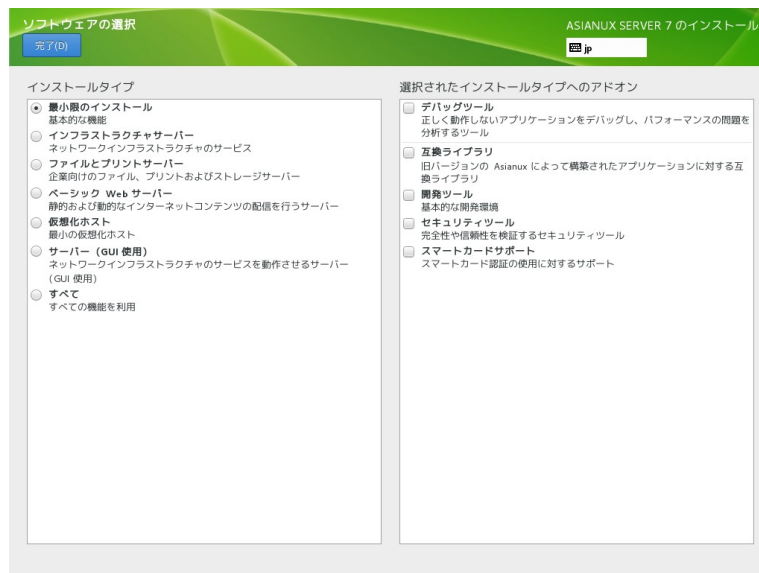 ソフトウェアの選択
完了(D)
ASIANUX SERVER 7 のインストール
jp
インストールタイプ
最小限のインストール
基本的な機能
インフラストラクチャサーバー
ネットワークインフラストラクチャのサービス
ファイルとプリントサーバー
企業向けのファイル、プリントおよびストレージサーバー
ベーシック Web サーバー
静的および動的なインターネットコンテンツの配信を行うサーバー
仮想化ホスト
最小の仮想化ホスト
サーバー (GUI 使用)
ネットワークインフラストラクチャのサービスを動作させるサーバー
(GUI 使用)
すべて
すべての機能を利用
選択されたインストールタイプへのアドオン
デバッグツール
正しく動作しないアプリケーションをデバッグし、パフォーマンスの問題を
分析するツール
互換ライブラリ
旧バージョンの Asianux によって構築されたアプリケーションに対する互
換ライブラリ
開発ツール
基本的な開発環境
セキュリティツール
完全性や信頼性を検証するセキュリティツール
スマートカードサポート
スマートカード認証の使用に対するサポート